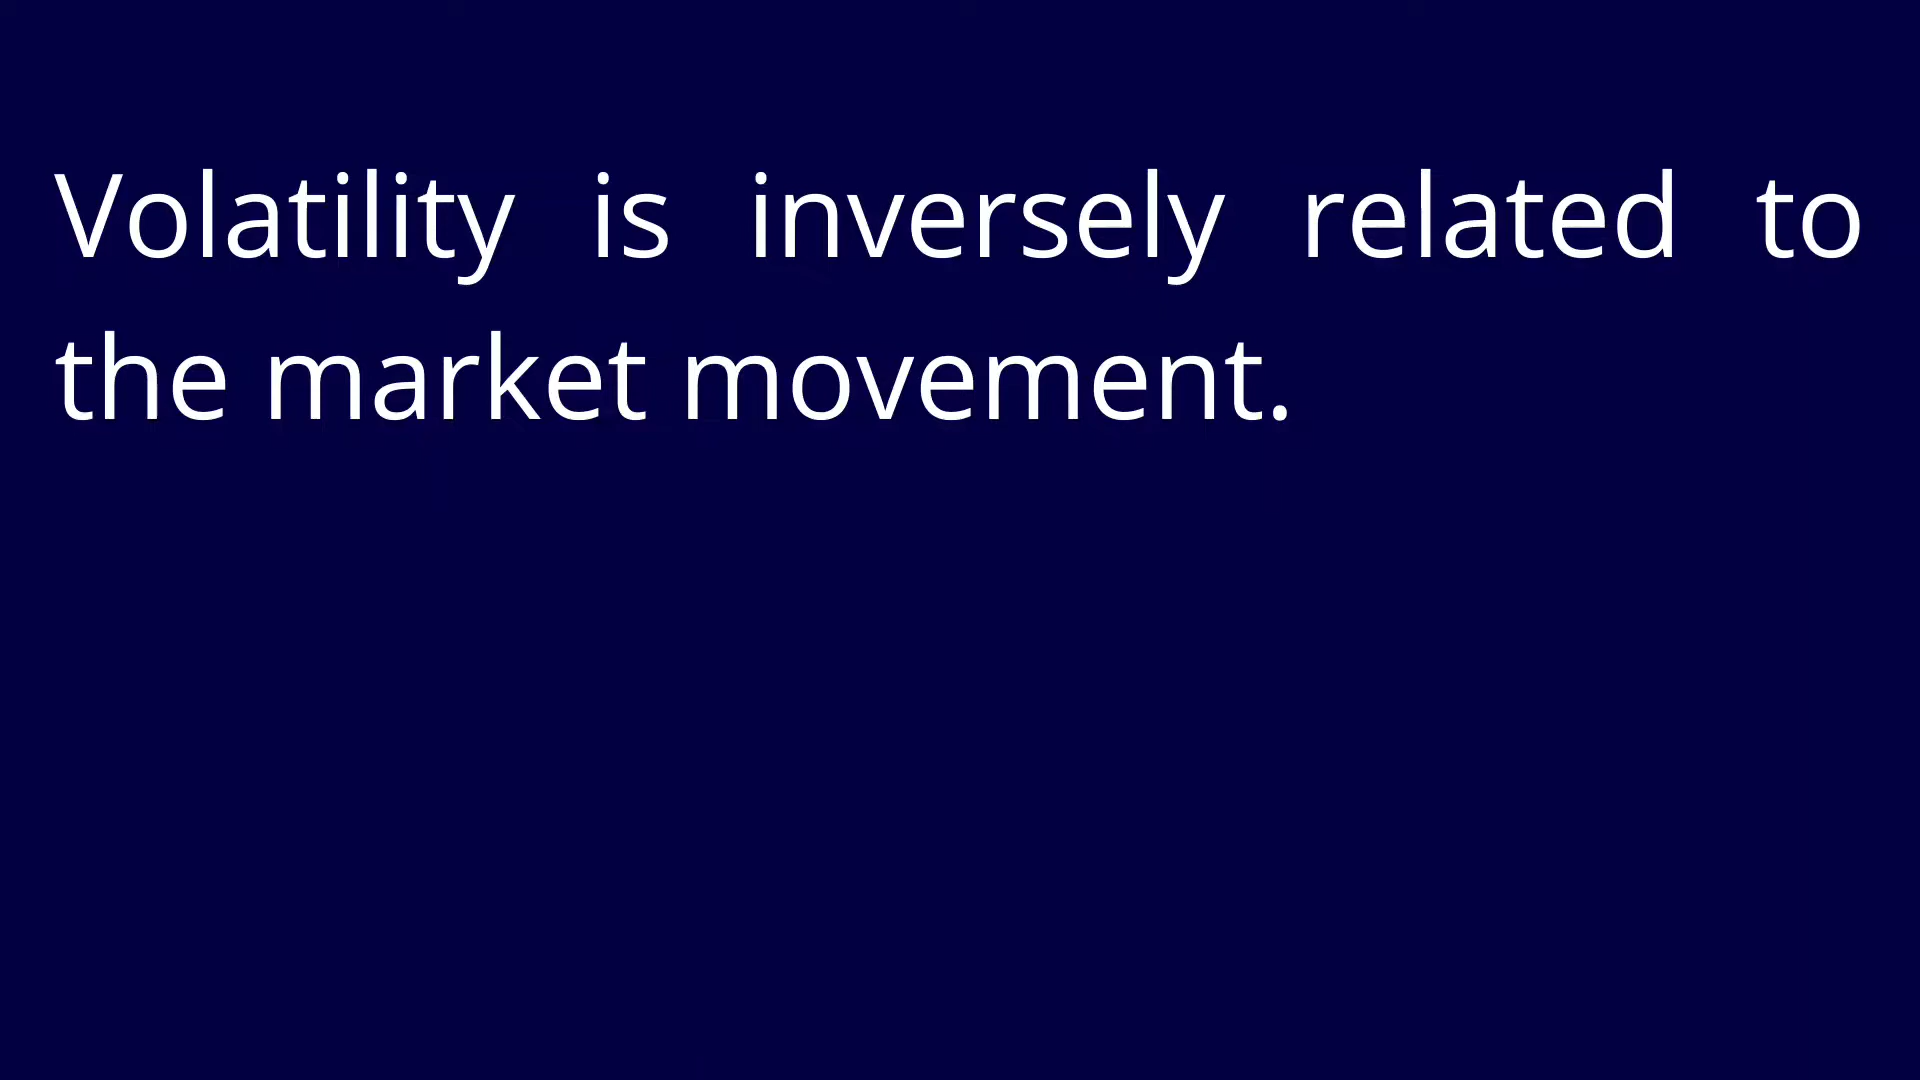 Volatility is inversely related to
the market movement.